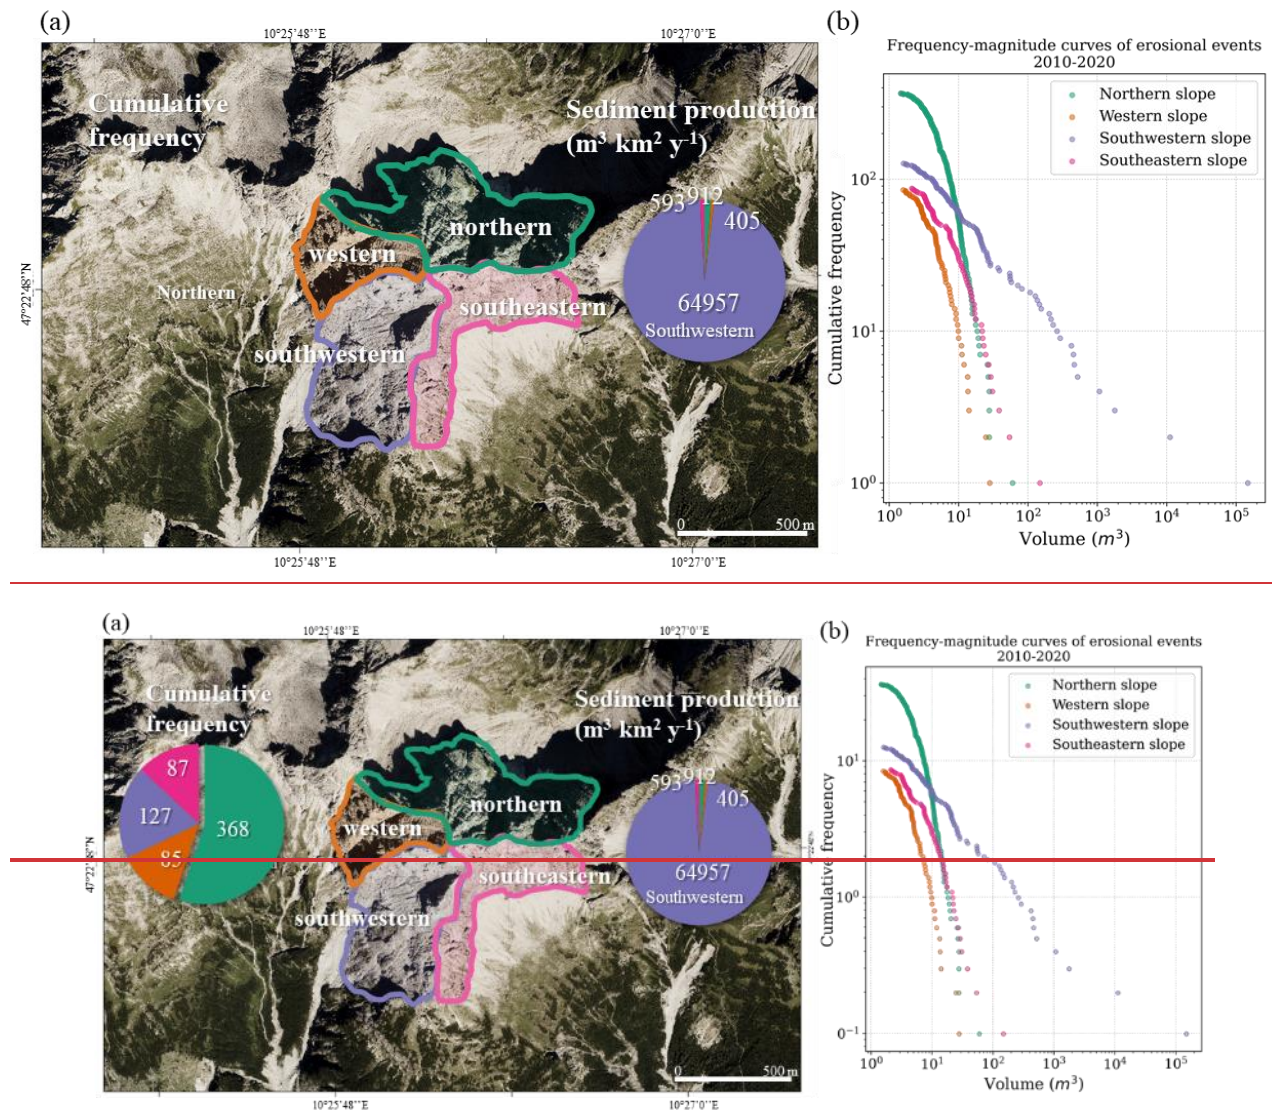 (a)
10°25'48''E
10°27'0''E
Cumulative
frequency
Sediment production
(m³ km² y⁻¹)
593
912
405
northern
western
Northern
southeastern
64957
Southwestern
southwestern
47°22'48''N
0
500 m
10°25'48''E
10°27'0''E
(b)
Frequency-magnitude curves of erosional events
2010-2020
Northern slope
Western slope
Southwestern slope
Southeastern slope
Cumulative frequency
10²
10¹
10⁰
10⁰
10¹
10²
10³
10⁴
10⁵
Volume (m³)
(a)
10°25'48''E
10°27'0''E
Cumulative
frequency
Sediment production
(m³ km² y⁻¹)
87
127
368
85
593
912
405
northern
western
southeastern
64957
Southwestern
southwestern
0
500 m
10°25'48''E
10°27'0''E
(b)
Frequency-magnitude curves of erosional events
2010-2020
Northern slope
Western slope
Southwestern slope
Southeastern slope
Cumulative frequency
10¹
10⁰
0⁻¹
10⁰
10¹
10²
10³
10⁴
10⁵
Volume (m³)